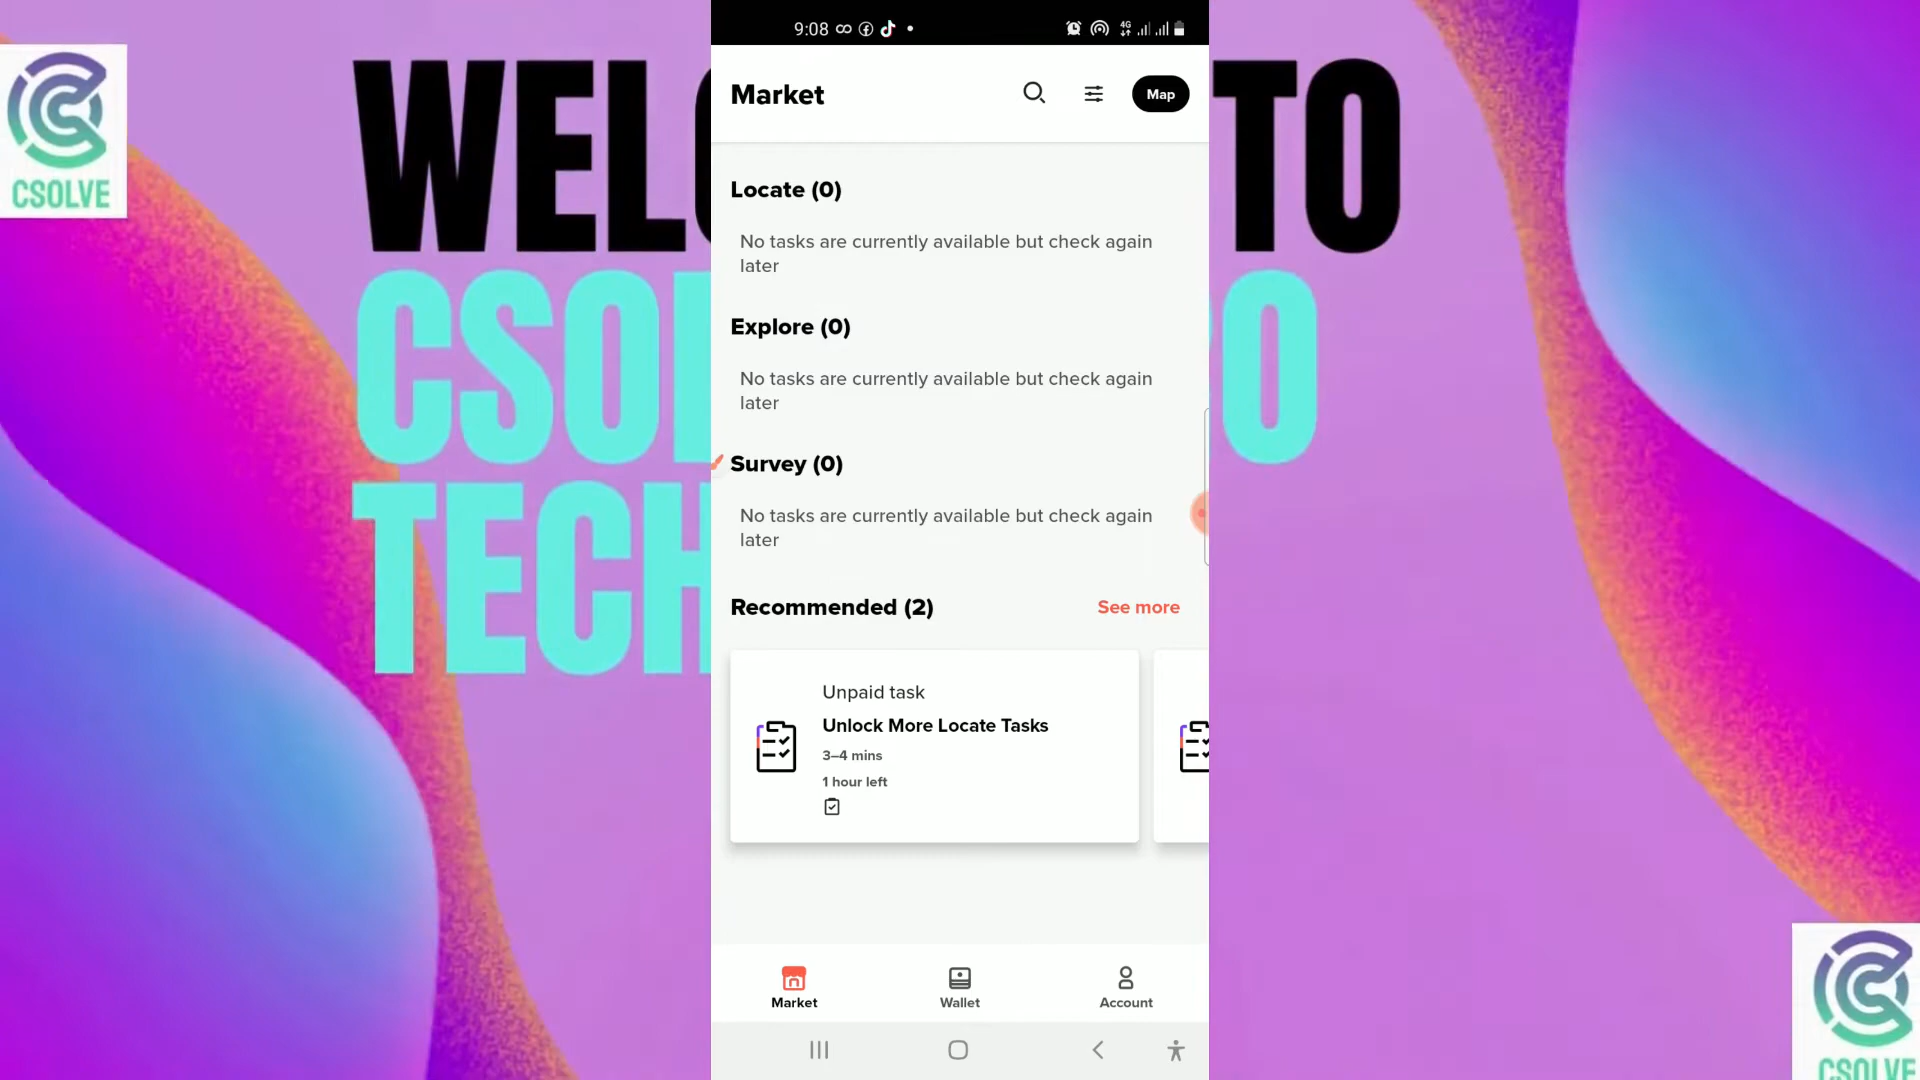 9:08
4G
Market
Map
Locate (0)
No tasks are currently available but check again
later
Explore (0)
No tasks are currently available but check again
later
Survey (0)
No tasks are currently available but check again
later
Recommended (2)
See more
Unpaid task
Unlock More Locate Tasks
3–4 mins
1 hour left
Market
Wallet
Account
CSOLVE
TO
TECH
CSOLVE